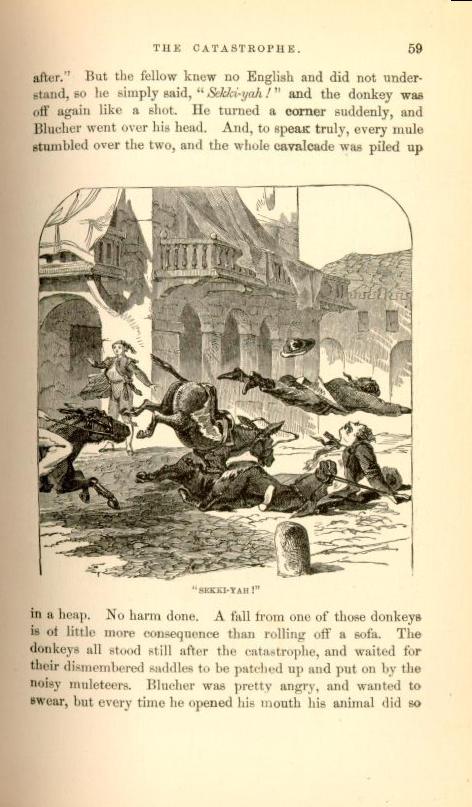 THE CATASTROPHE. 59
after." But the fellow knew no English and did not under-
stand, so he simply said, "Sekki-yah!" and the donkey was
off again like a shot. He turned a corner suddenly, and
Blucher went over his head. And, to speak truly, every mule
stumbled over the two, and the whole cavalcade was piled up
"SEKKI-YAH!"
in a heap. No harm done. A fall from one of those donkeys
is of little more consequence than rolling off a sofa. The
donkeys all stood still after the catastrophe, and waited for
their dismembered saddles to be patched up and put on by the
noisy muleteers. Blucher was pretty angry, and wanted to
swear, but every time he opened his mouth his animal did so